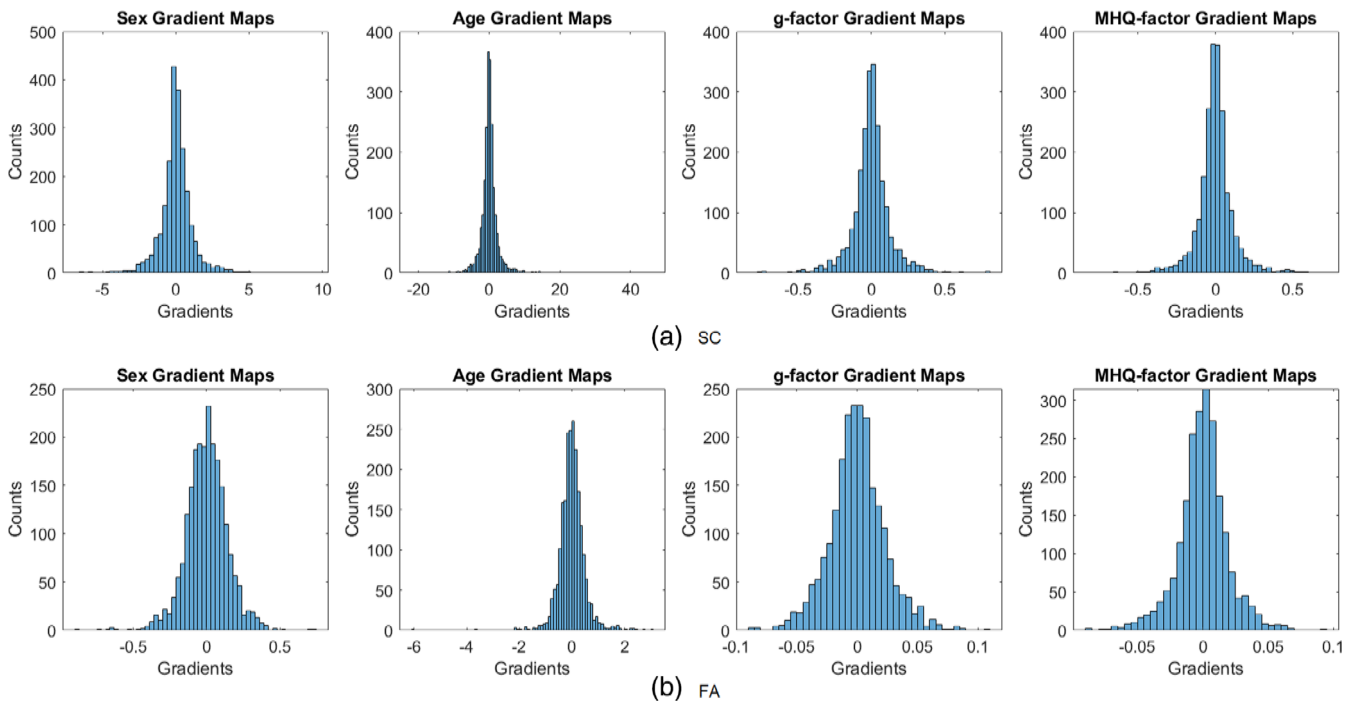 Sex Gradient Maps Age Gradient Maps g-factor Gradient Maps MHQ-factor Gradient Maps
500 400 400 400
400 300 300 300
300 200 200 200
200 100 100 100
100 0 0 0
0
Counts Counts Counts Counts
-5 0 5 10 -20 0 20 40 -0.5 0 0.5 -0.5 0 0.5
Gradients Gradients Gradients Gradients
(a) SC
Sex Gradient Maps Age Gradient Maps g-factor Gradient Maps MHQ-factor Gradient Maps
250 300 250 300
200 250 200 250
150 200 150 200
100 150 100 150
50 100 50 100
0 50 0 50
0 0
Counts Counts Counts Counts
-0.5 0 0.5 -6 -4 -2 0 2 -0.1 -0.05 0 0.05 0.1 -0.05 0 0.05 0.1
Gradients Gradients Gradients Gradients
(b) FA